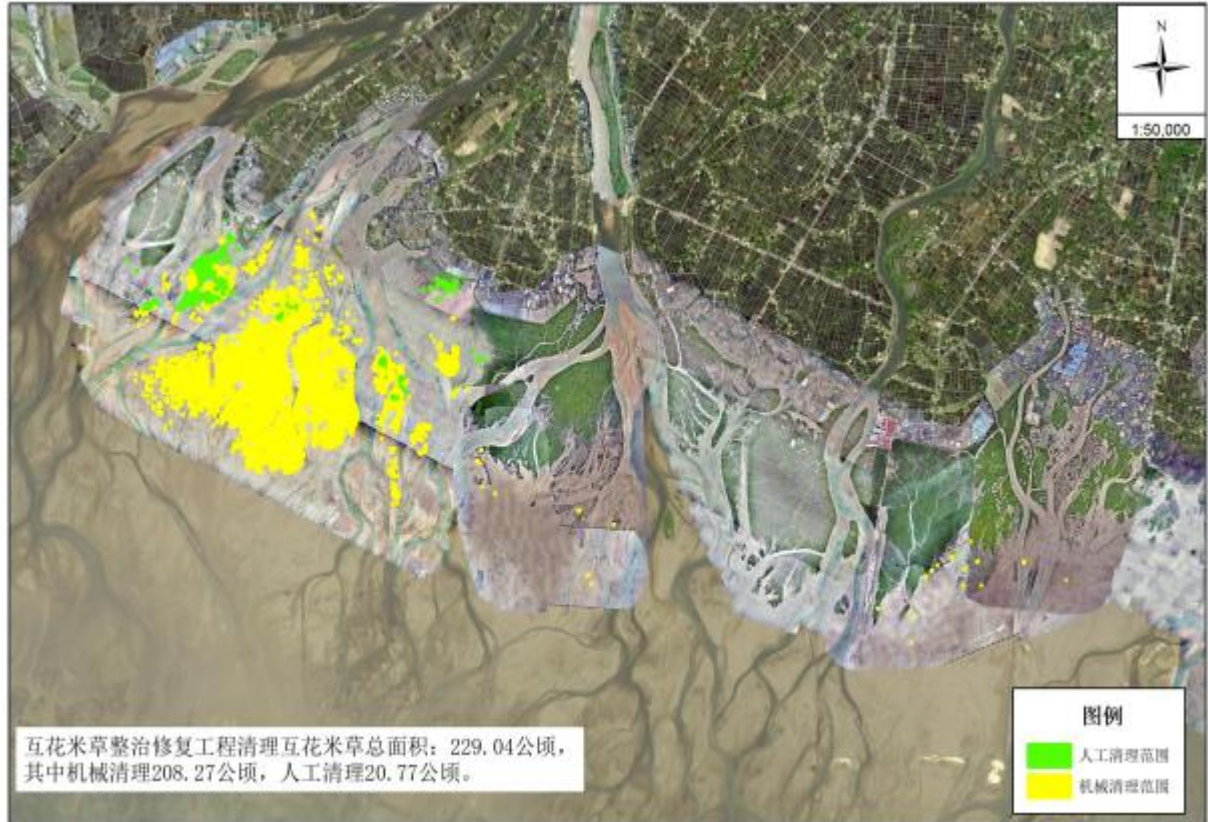 N
1:50,000
互花米草整治修复工程清理互花米草总面积：229.04公顷，
其中机械清理208.27公顷，人工清理20.77公顷。
图例
人工清理范围
机械清理范围